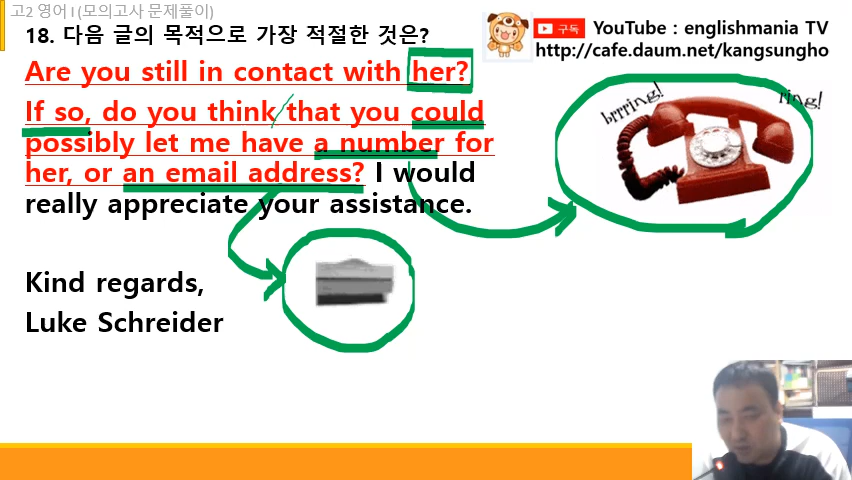 고2 영어 I (모의고사 문제풀이)
18. 다음 글의 목적으로 가장 적절한 것은?
구독 YouTube : englishmania TV
http://cafe.daum.net/kangsungho
Are you still in contact with her?
If so, do you think that you could
possibly let me have a number for
her, or an email address? I would
really appreciate your assistance.
brrring!
ring!
Kind regards,
Luke Schreider